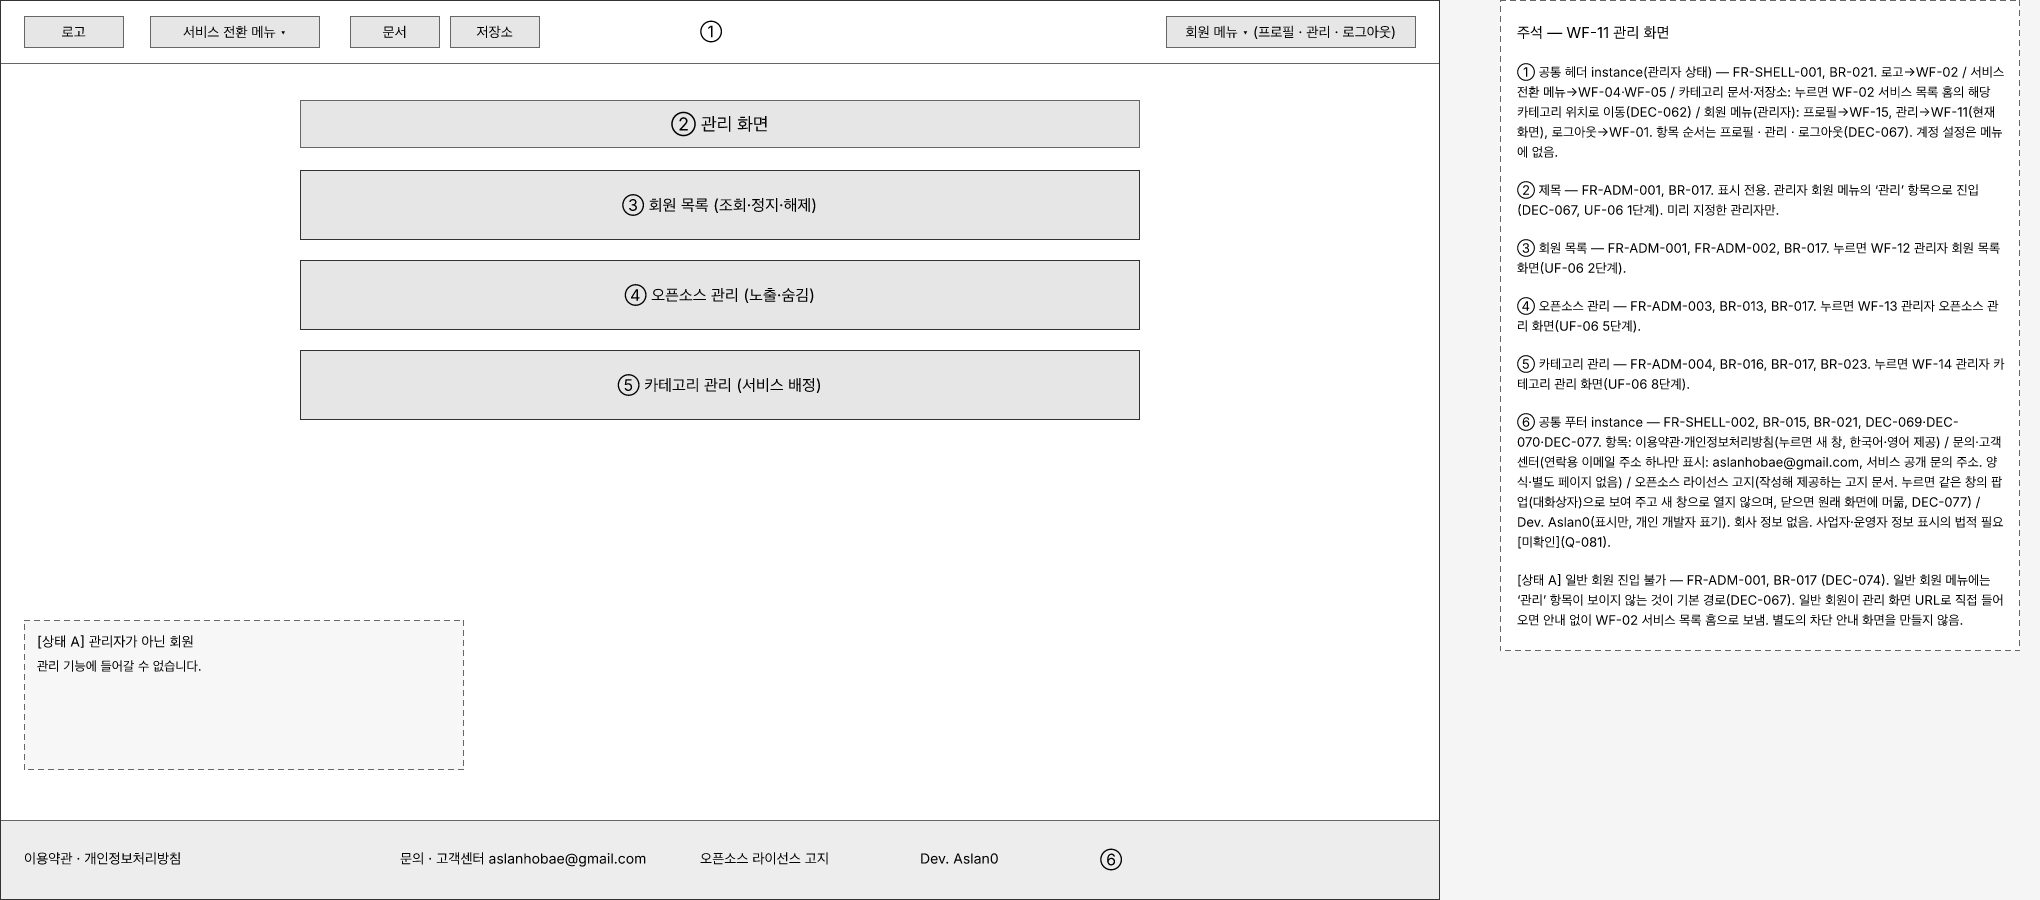 로고
서비스 전환 메뉴 ▾
문서
저장소
①
회원 메뉴 ▾ (프로필 · 관리 · 로그아웃)
② 관리 화면
③ 회원 목록 (조회·정지·해제)
④ 오픈소스 관리 (노출·숨김)
⑤ 카테고리 관리 (서비스 배정)
[상태 A] 관리자가 아닌 회원
관리 기능에 들어갈 수 없습니다.
이용약관 · 개인정보처리방침
문의 · 고객센터 aslanhobae@gmail.com
오픈소스 라이선스 고지
Dev. Aslan0
⑥
주석 — WF-11 관리 화면
① 공통 헤더 instance(관리자 상태) — FR-SHELL-001, BR-021. 로고→WF-02 / 서비스
전환 메뉴→WF-04·WF-05 / 카테고리 문서·저장소: 누르면 WF-02 서비스 목록 홈의 해당
카테고리 위치로 이동(DEC-062) / 회원 메뉴(관리자): 프로필→WF-15, 관리→WF-11(현재
화면), 로그아웃→WF-01. 항목 순서는 프로필 · 관리 · 로그아웃(DEC-067). 계정 설정은 메뉴
에 없음.
② 제목 — FR-ADM-001, BR-017. 표시 전용. 관리자 회원 메뉴의 ‘관리’ 항목으로 진입
(DEC-067, UF-06 1단계). 미리 지정한 관리자만.
③ 회원 목록 — FR-ADM-001, FR-ADM-002, BR-017. 누르면 WF-12 관리자 회원 목록
화면(UF-06 2단계).
④ 오픈소스 관리 — FR-ADM-003, BR-013, BR-017. 누르면 WF-13 관리자 오픈소스 관
리 화면(UF-06 5단계).
⑤ 카테고리 관리 — FR-ADM-004, BR-016, BR-017, BR-023. 누르면 WF-14 관리자 카
테고리 관리 화면(UF-06 8단계).
⑥ 공통 푸터 instance — FR-SHELL-002, BR-015, BR-021, DEC-069·DEC-
070·DEC-077. 항목: 이용약관·개인정보처리방침(누르면 새 창, 한국어·영어 제공) / 문의·고객
센터(연락용 이메일 주소 하나만 표시: aslanhobae@gmail.com, 서비스 공개 문의 주소. 양
식·별도 페이지 없음) / 오픈소스 라이선스 고지(작성해 제공하는 고지 문서. 누르면 같은 창의 팝
업(대화상자)으로 보여 주고 새 창으로 열지 않으며, 닫으면 원래 화면에 머묾, DEC-077) /
Dev. Aslan0(표시만, 개인 개발자 표기). 회사 정보 없음. 사업자·운영자 정보 표시의 법적 필요
[미확인](Q-081).
[상태 A] 일반 회원 진입 불가 — FR-ADM-001, BR-017 (DEC-074). 일반 회원 메뉴에는
‘관리’ 항목이 보이지 않는 것이 기본 경로(DEC-067). 일반 회원이 관리 화면 URL로 직접 들어
오면 안내 없이 WF-02 서비스 목록 홈으로 보냄. 별도의 차단 안내 화면을 만들지 않음.